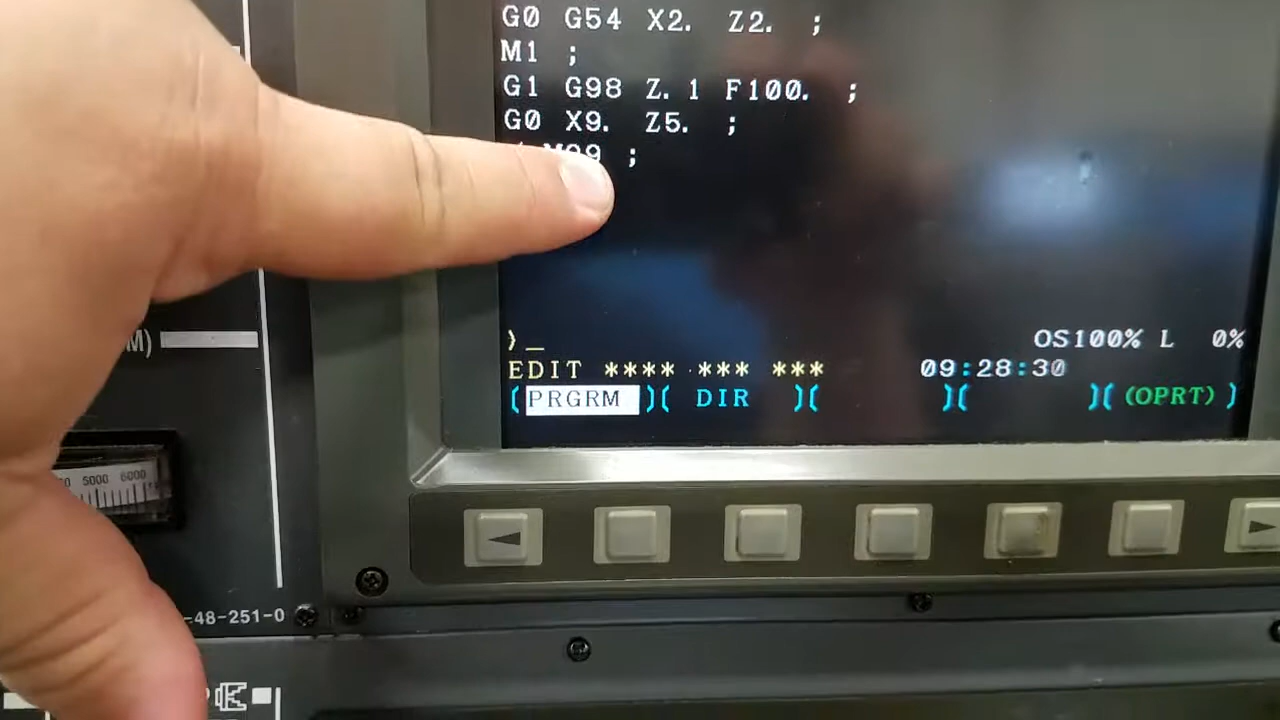 G0 G54 X2. Z2. ;
M1 ;
G1 G98 Z.1 F100. ;
G0 X9. Z5. ;
M99 ;
)_
OS100% L 0%
EDIT **** *** *** 09:28:30
(PRGRM)( DIR )( )( )((OPRT))
M)
5000 6000
-48-251-0